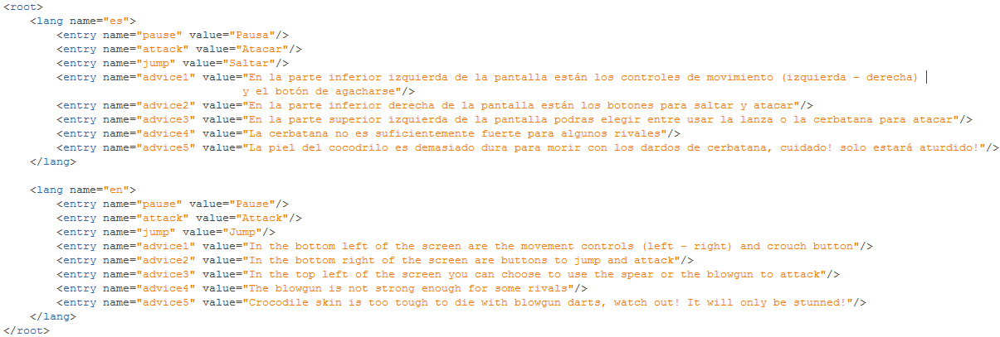 <root>
<lang name="es">
<entry name="pause" value="Pausa"/>
<entry name="attack" value="Atacar"/>
<entry name="jump" value="Saltar"/>
<entry name="advice1" value="En la parte inferior izquierda de la pantalla están los controles de movimiento (izquierda - derecha)
y el botón de agacharse"/>
<entry name="advice2" value="En la parte inferior derecha de la pantalla están los botones para saltar y atacar"/>
<entry name="advice3" value="En la parte superior izquierda de la pantalla podras elegir entre usar la lanza o la cerbatana para atacar"/>
<entry name="advice4" value="La cerbatana no es suficientemente fuerte para algunos rivales"/>
<entry name="advice5" value="La piel del cocodrilo es demasiado dura para morir con los dardos de cerbatana, cuidado! solo estará aturdido!"/>
</lang>
<lang name="en">
<entry name="pause" value="Pause"/>
<entry name="attack" value="Attack"/>
<entry name="jump" value="Jump"/>
<entry name="advice1" value="In the bottom left of the screen are the movement controls (left - right) and crouch button"/>
<entry name="advice2" value="In the bottom right of the screen are buttons to jump and attack"/>
<entry name="advice3" value="In the top left of the screen you can choose to use the spear or the blowgun to attack"/>
<entry name="advice4" value="The blowgun is not strong enough for some rivals"/>
<entry name="advice5" value="Crocodile skin is too tough to die with blowgun darts, watch out! It will only be stunned!"/>
</lang>
</root>